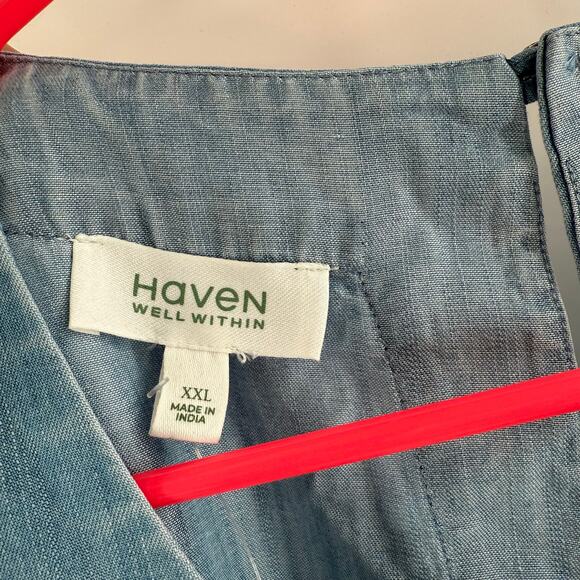 HaveN
WELL WITHIN
XXL
MADE IN
INDIA